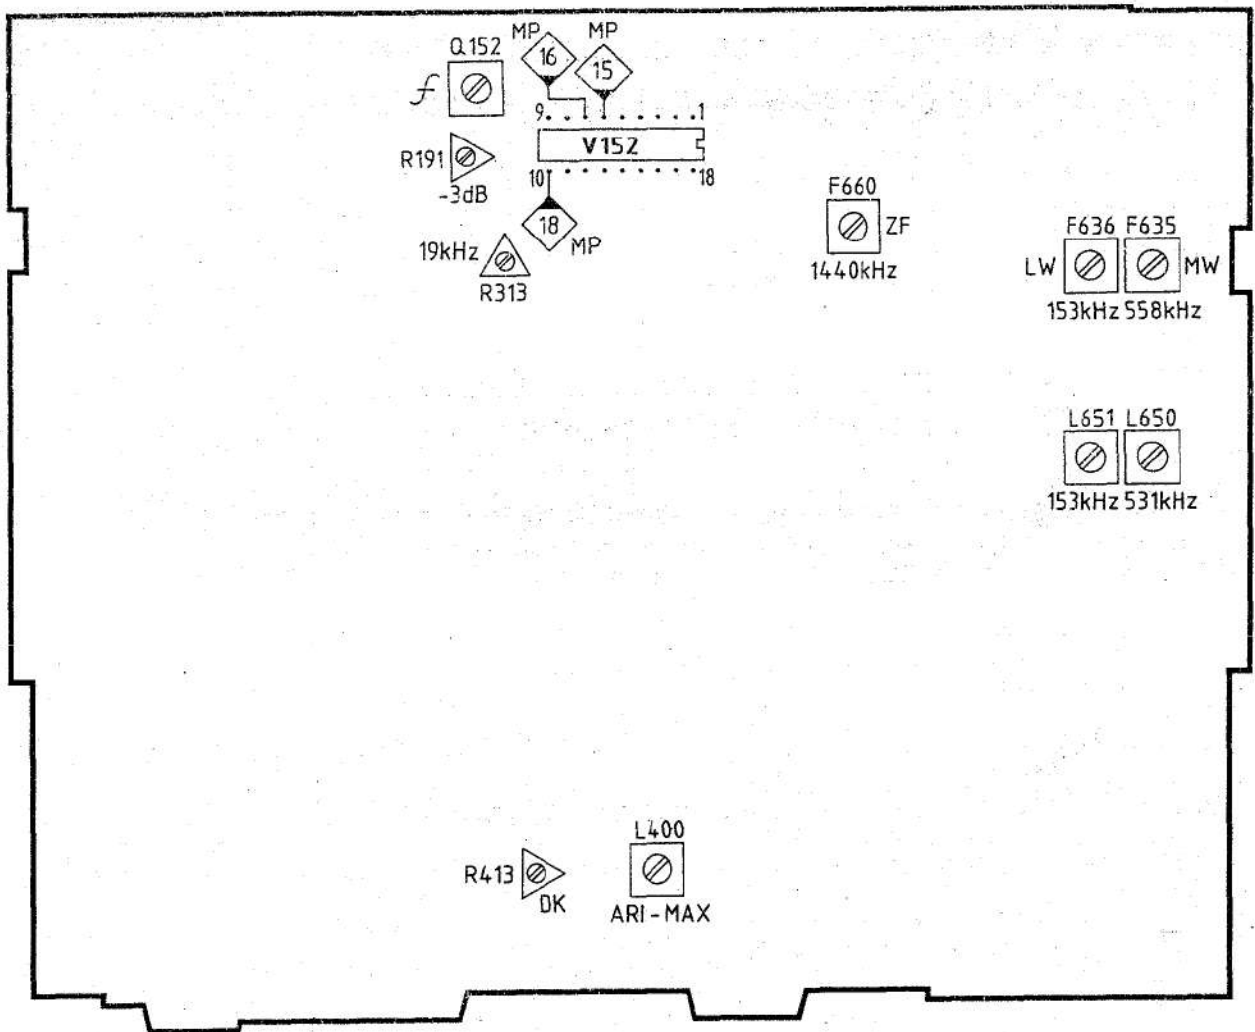 MP MP
Q152
16
15
f
9 1
V152
R191
-3dB
10 18
18
MP
19kHz
R313
F660
ZF
1440kHz
F636 F635
LW MW
153kHz 558kHz
L651 L650
153kHz 531kHz
L400
R413
DK
ARI-MAX